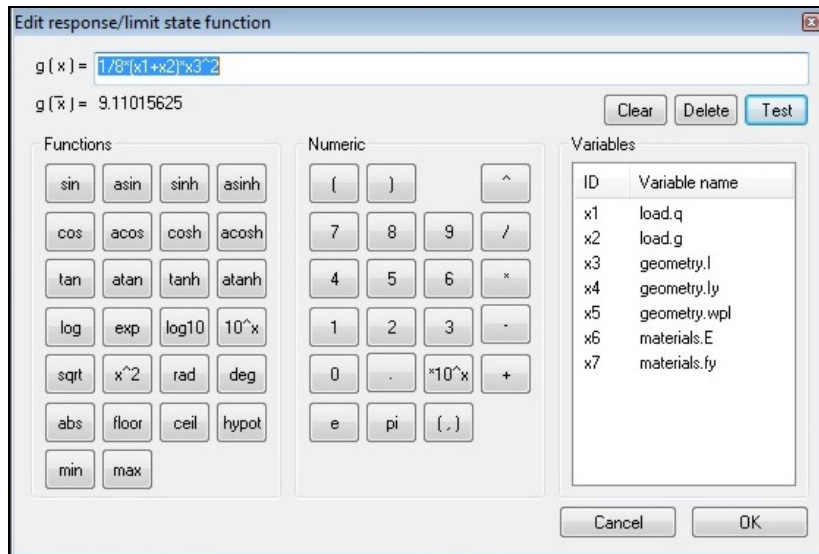 Edit response/limit state function
g ( x ) = 1/8*(x1+x2)*x3^2
g ( x̄ ) = 9.11015625
Clear Delete Test
Functions
sin asin sinh asinh
cos acos cosh acosh
tan atan tanh atanh
log exp log10 10^x
sqrt x^2 rad deg
abs floor ceil hypot
min max
Numeric
( ) ^
7 8 9 /
4 5 6 *
1 2 3 -
0 . *10^x +
e pi ( , )
Variables
ID Variable name
x1 load.q
x2 load.g
x3 geometry.l
x4 geometry.Iy
x5 geometry.wpl
x6 materials.E
x7 materials.fy
Cancel OK